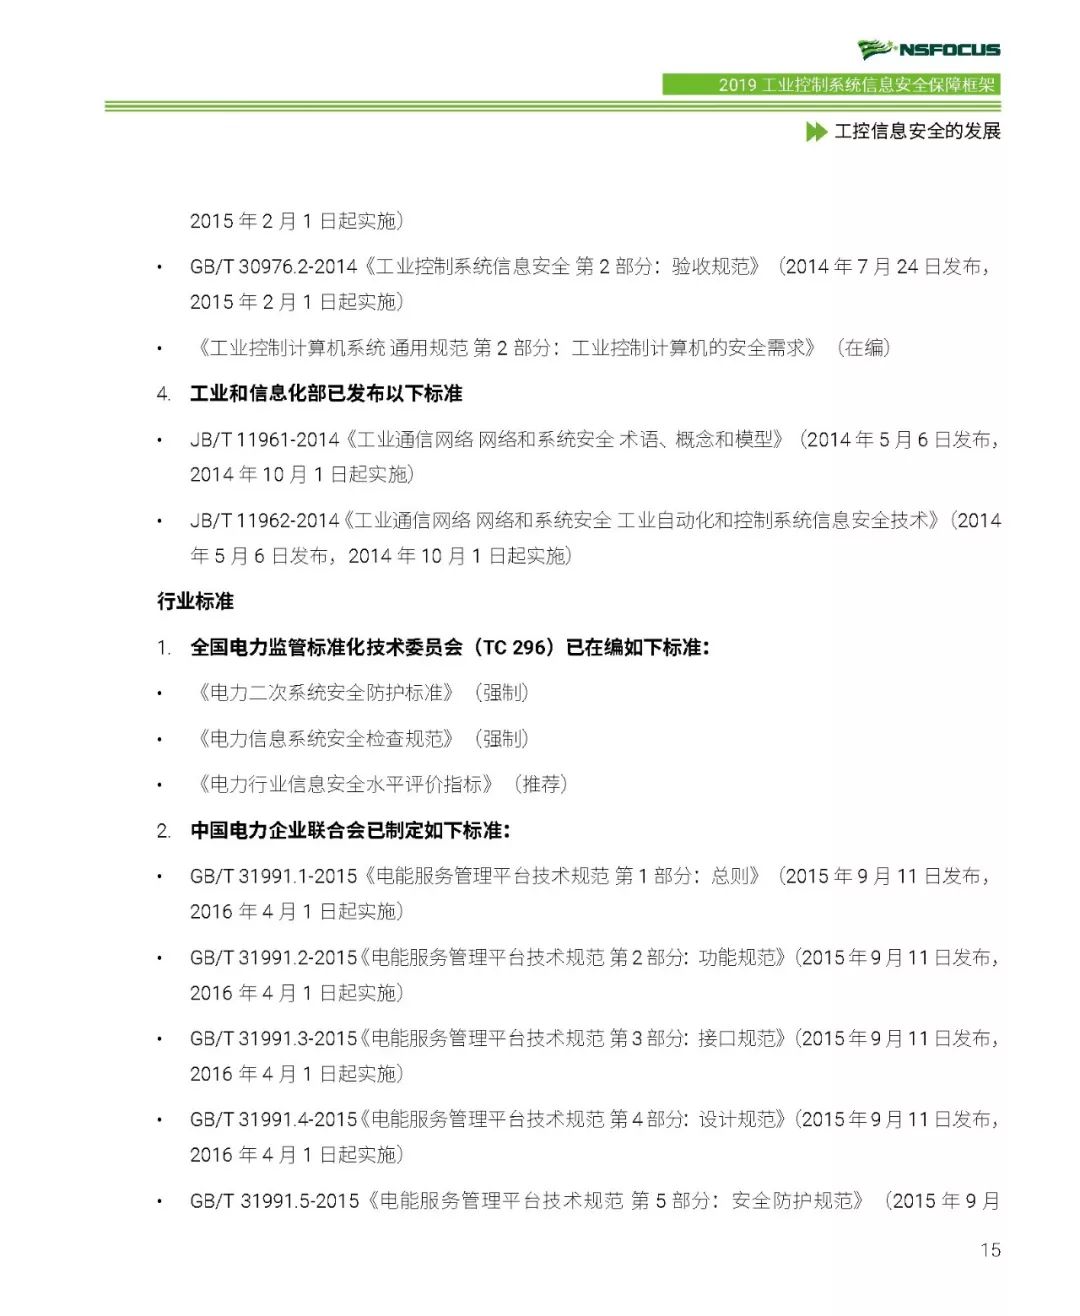 NSFOCUS
2019 工业控制系统信息安全保障框架
工控信息安全的发展
2015 年 2 月 1 日起实施）
• GB/T 30976.2-2014《工业控制系统信息安全 第 2 部分：验收规范》（2014 年 7 月 24 日发布，
2015 年 2 月 1 日起实施）
• 《工业控制计算机系统 通用规范 第 2 部分：工业控制计算机的安全需求》（在编）
4. 工业和信息化部已发布以下标准
• JB/T 11961-2014《工业通信网络 网络和系统安全 术语、概念和模型》（2014 年 5 月 6 日发布，
2014 年 10 月 1 日起实施）
• JB/T 11962-2014《工业通信网络 网络和系统安全 工业自动化和控制系统信息安全技术》（2014
年 5 月 6 日发布，2014 年 10 月 1 日起实施）
行业标准
1. 全国电力监管标准化技术委员会（TC 296）已在编如下标准：
• 《电力二次系统安全防护标准》（强制）
• 《电力信息系统安全检查规范》（强制）
• 《电力行业信息安全水平评价指标》（推荐）
2. 中国电力企业联合会已制定如下标准：
• GB/T 31991.1-2015《电能服务管理平台技术规范 第 1 部分：总则》（2015 年 9 月 11 日发布，
2016 年 4 月 1 日起实施）
• GB/T 31991.2-2015《电能服务管理平台技术规范 第 2 部分：功能规范》（2015 年 9 月 11 日发布，
2016 年 4 月 1 日起实施）
• GB/T 31991.3-2015《电能服务管理平台技术规范 第 3 部分：接口规范》（2015 年 9 月 11 日发布，
2016 年 4 月 1 日起实施）
• GB/T 31991.4-2015《电能服务管理平台技术规范 第 4 部分：设计规范》（2015 年 9 月 11 日发布，
2016 年 4 月 1 日起实施）
• GB/T 31991.5-2015《电能服务管理平台技术规范 第 5 部分：安全防护规范》（2015 年 9 月
15